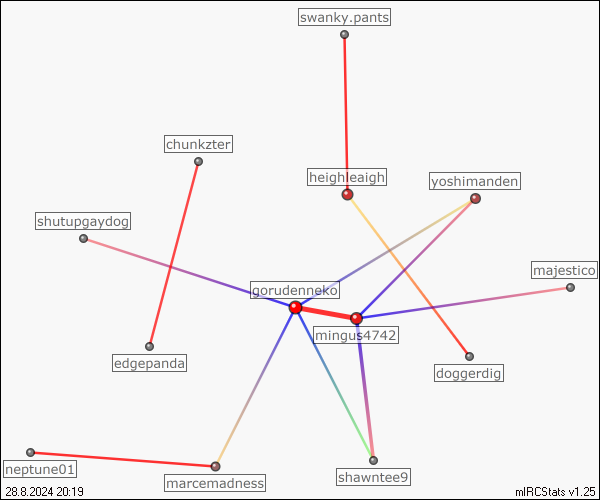 swanky.pants
chunkzter
heighleaigh
yoshimanden
shutupgaydog
majestico
gorudenneko
mingus4742
edgepanda
doggerdig
neptune01
marcemadness
shawntee9
28.8.2024 20:19
mIRCStats v1.25